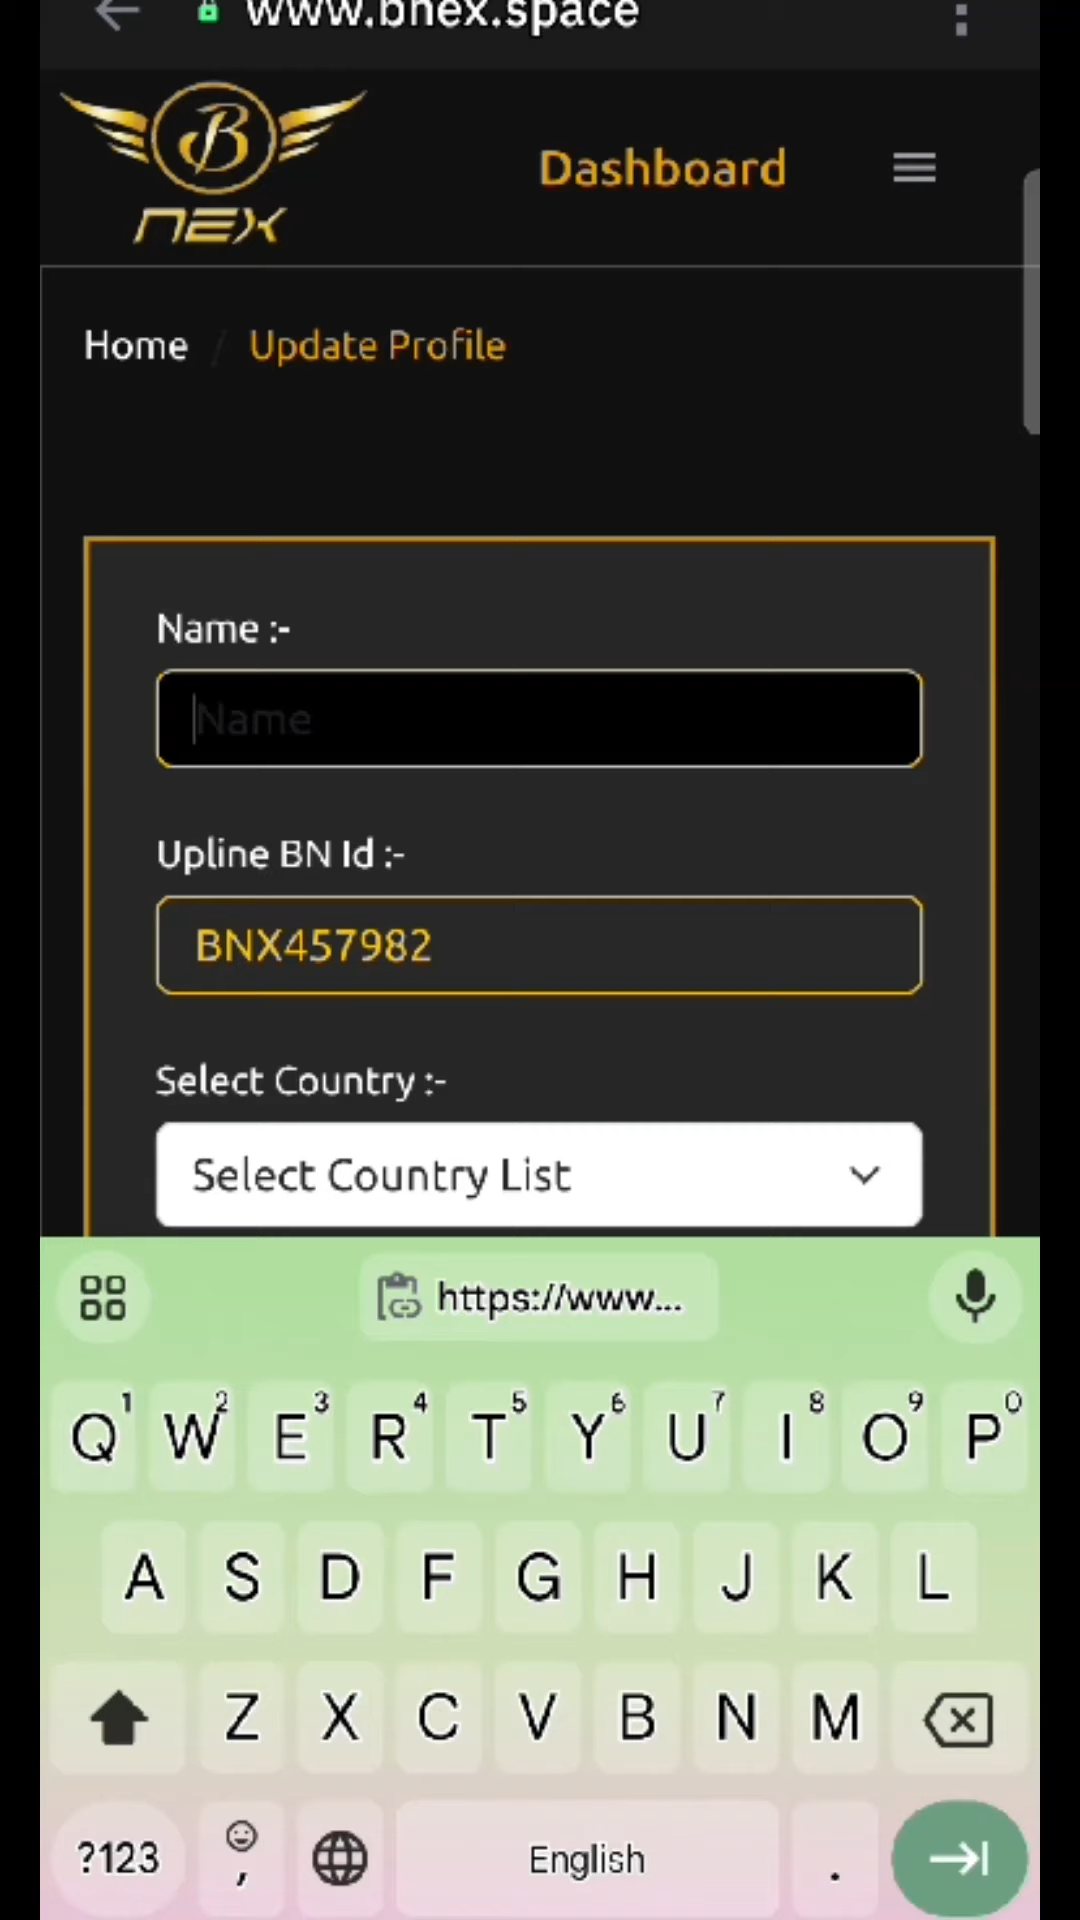 www.bnex.space
B
NEX
Dashboard
Home / Update Profile
Name :-
Name
Upline BN Id :-
BNX457982
Select Country :-
Select Country List
https://www...
Q1 W2 E3 R4 T5 Y6 U7 I8 O9 P0
A S D F G H J K L
Z X C V B N M
?123 , English .